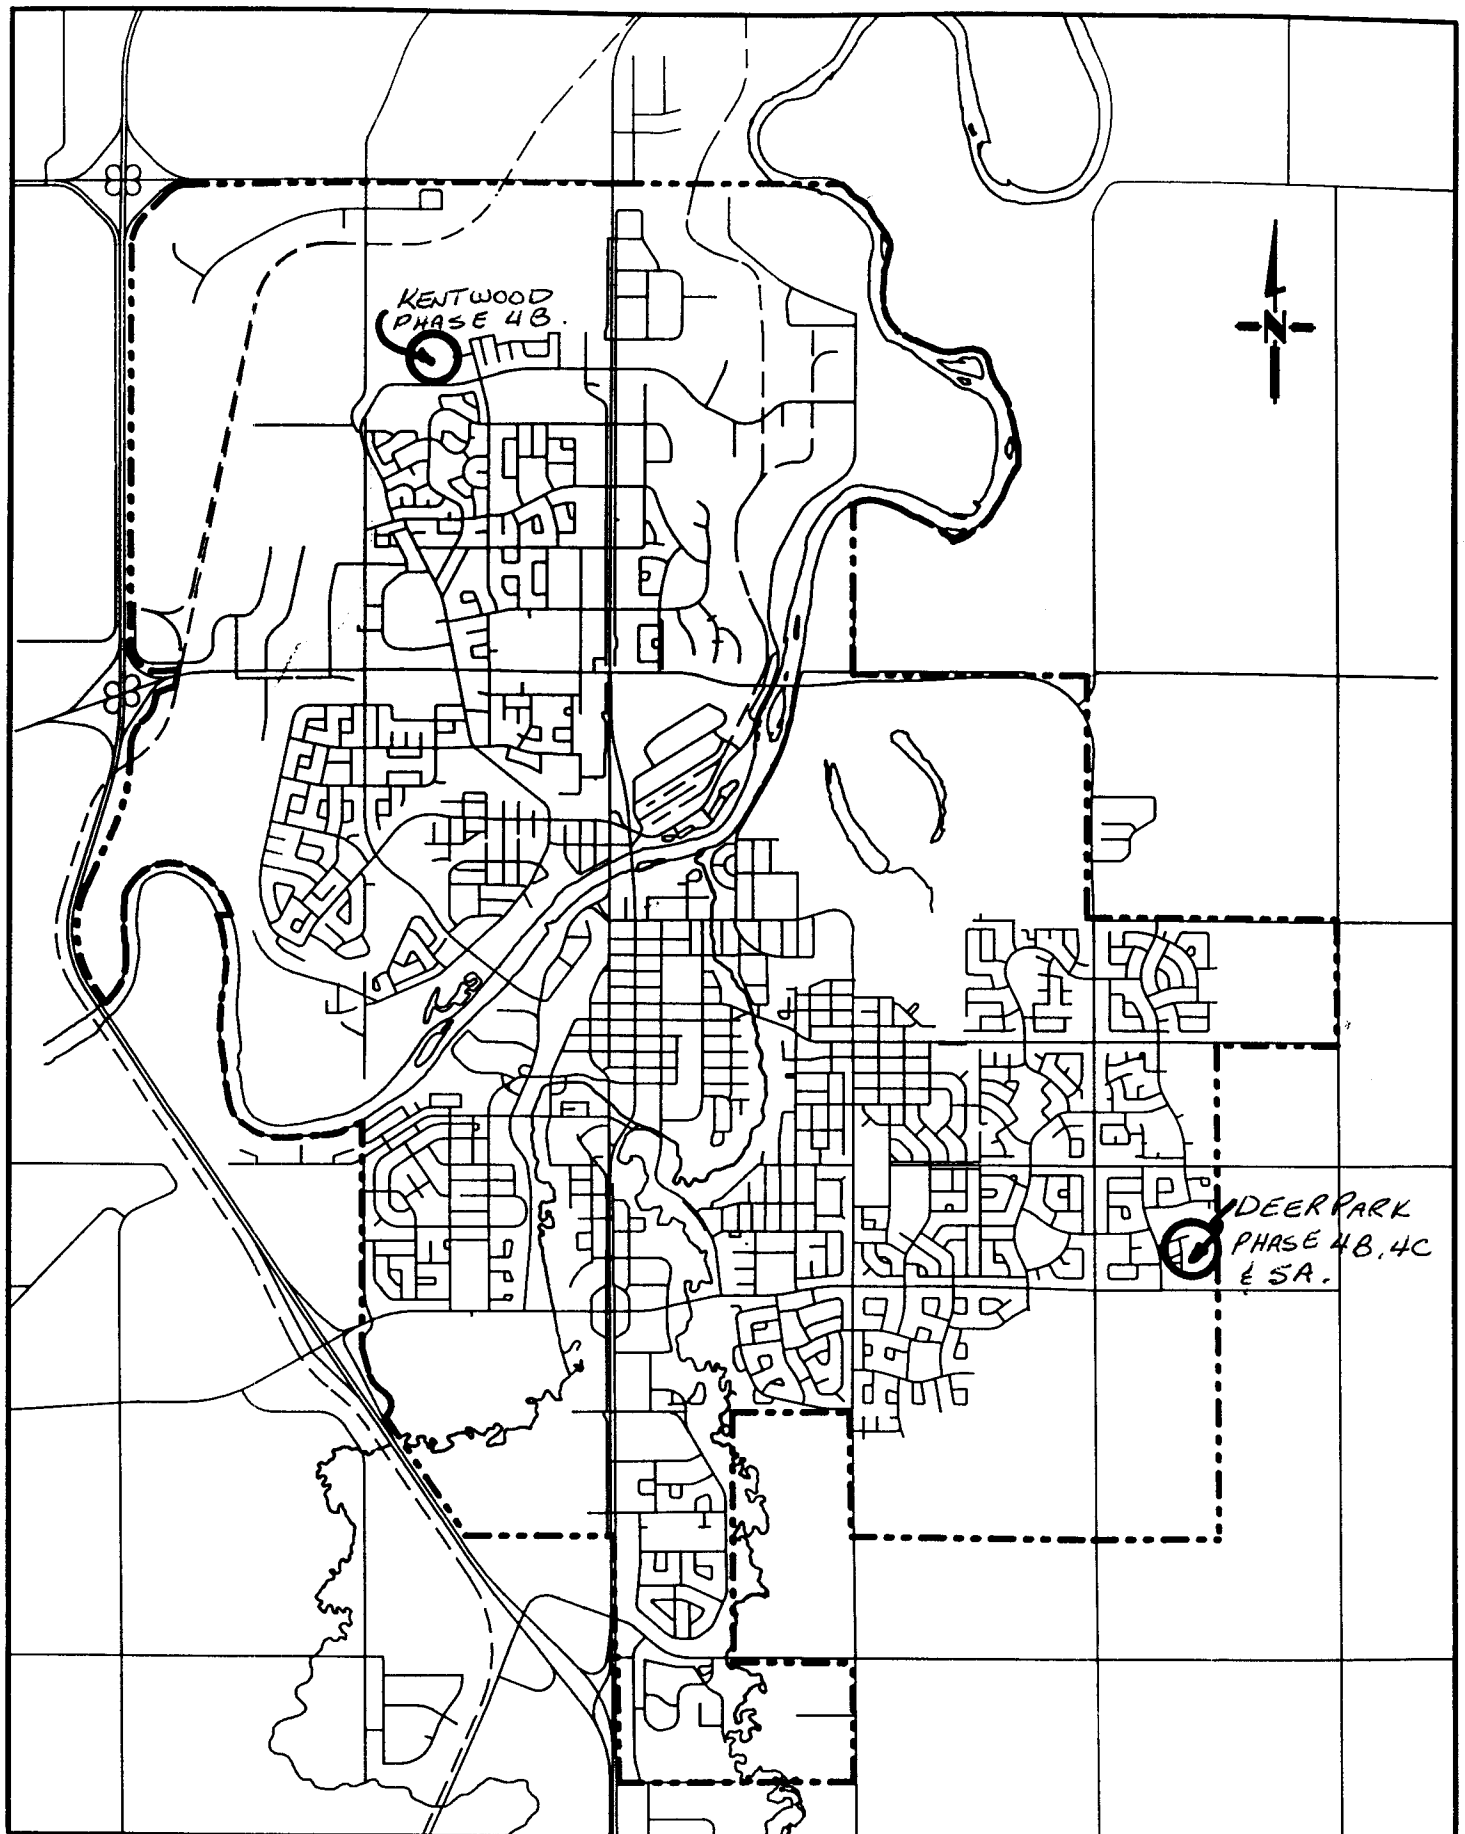 KENTWOOD
PHASE 4B.
N
DEER PARK
PHASE 4B, 4C
& 5A.